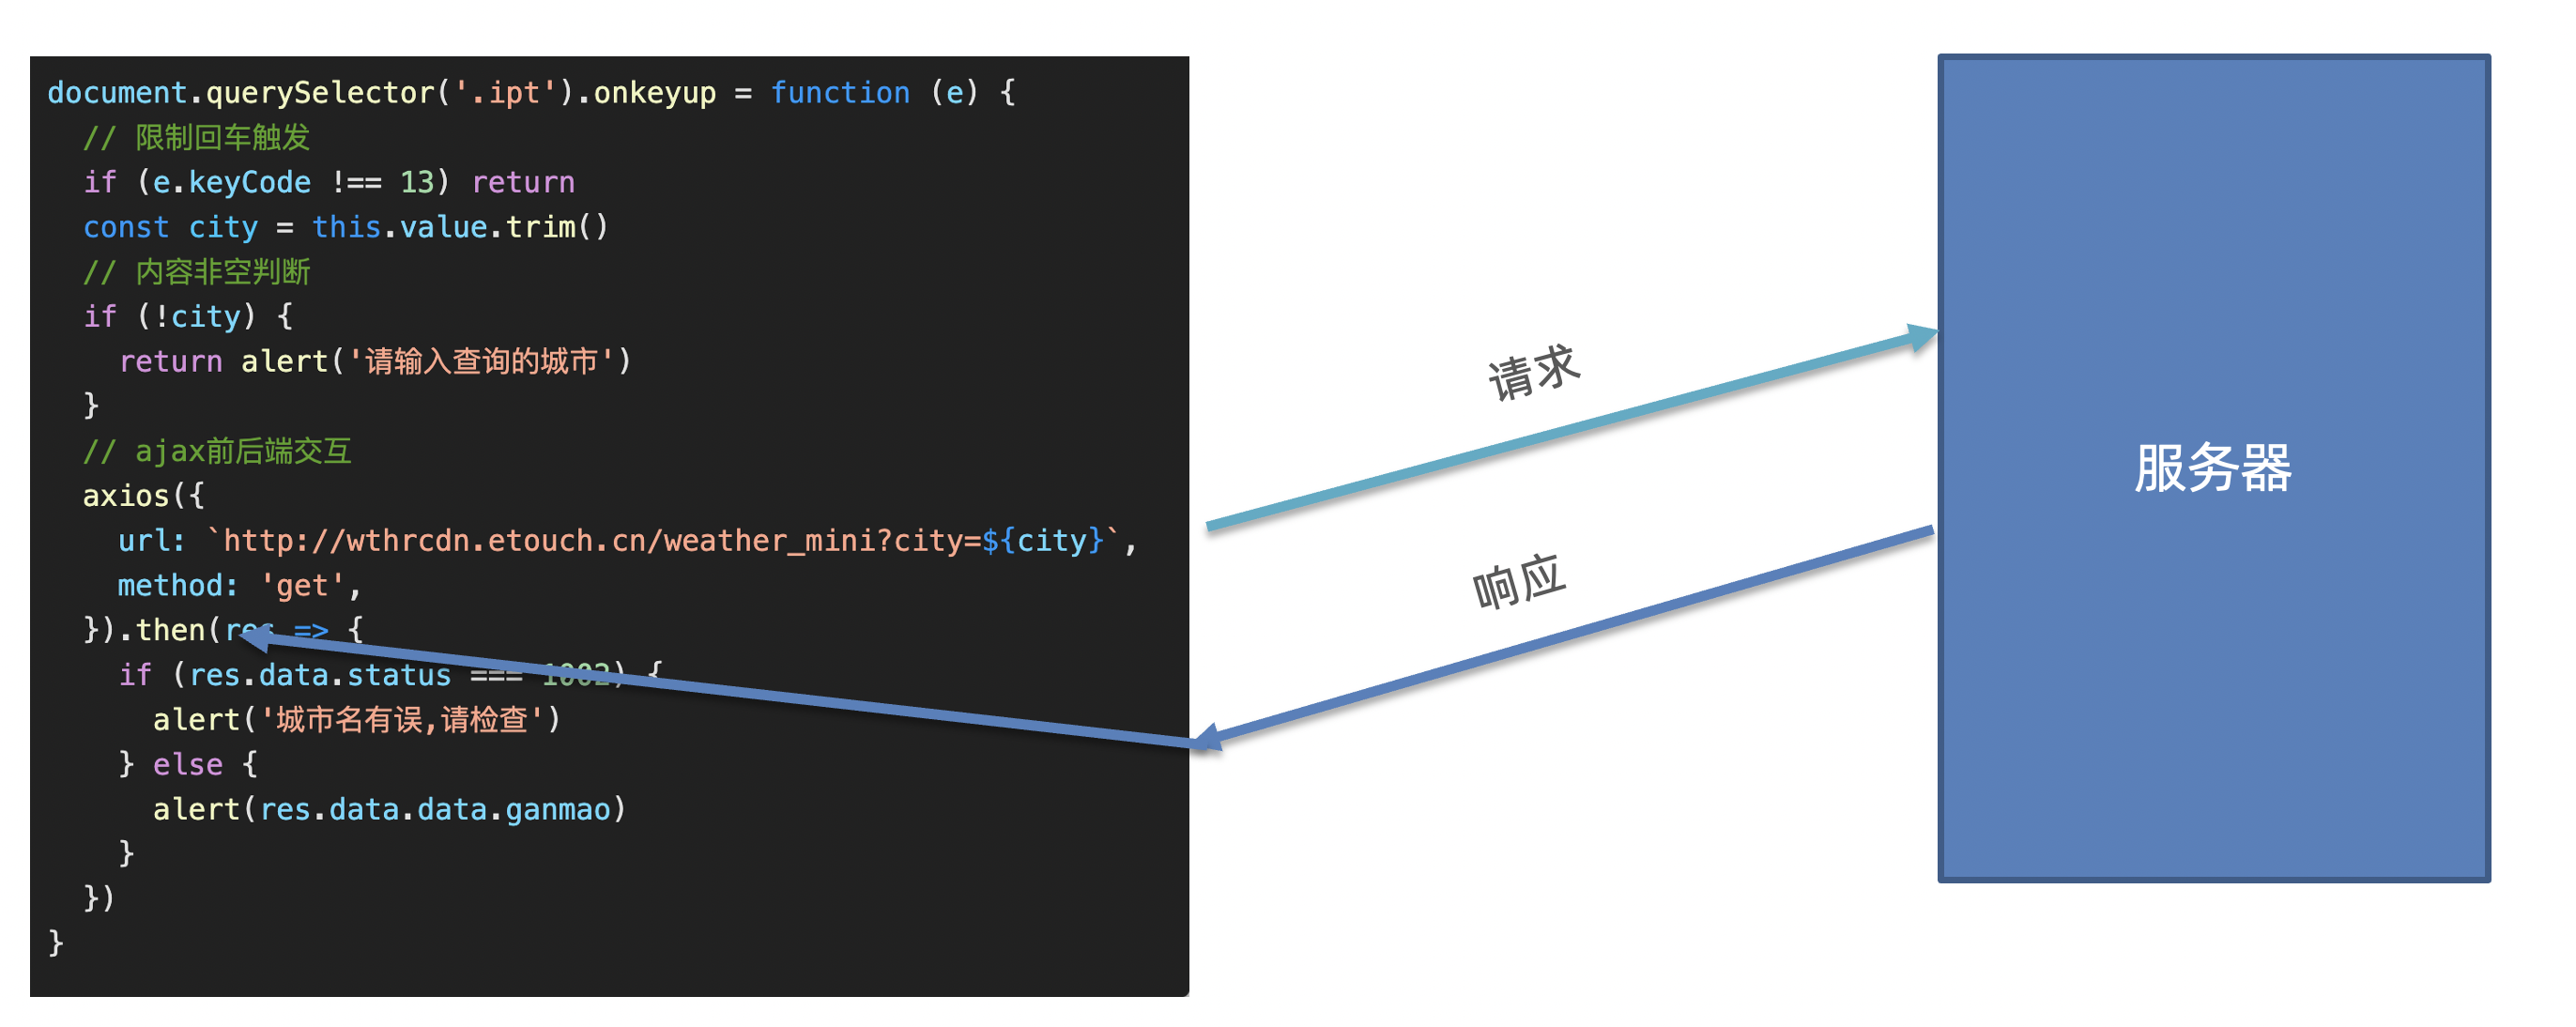 document.querySelector('.ipt').onkeyup = function (e) {
// 限制回车触发
if (e.keyCode !== 13) return
const city = this.value.trim()
// 内容非空判断
if (!city) {
return alert('请输入查询的城市')
}
// ajax前后端交互
axios({
url: `http://wthrcdn.etouch.cn/weather_mini?city=${city}`,
method: 'get',
}).then(res => {
if (res.data.status === 1002) {
alert('城市名有误,请检查')
} else {
alert(res.data.data.ganmao)
}
})
}
请求
响应
服务器